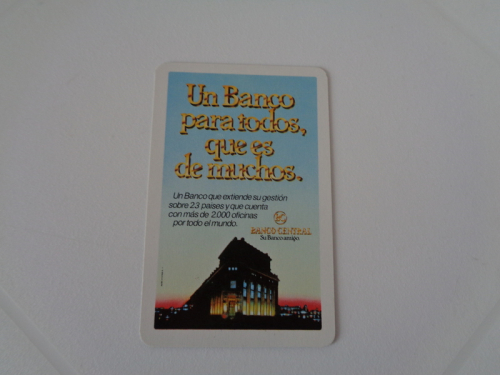 Un Banco
para todos,
que es
de muchos.
Un Banco que extiende su gestión
sobre 23 países y que cuenta
con más de 2.000 oficinas
por todo el mundo.
BANCO CENTRAL
Su Banco amigo